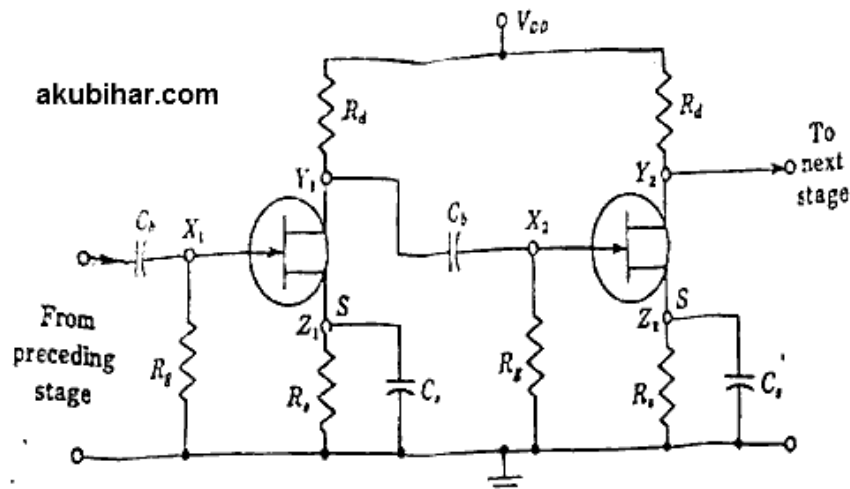 V_DD
akubihar.com
R_d
R_d
To
next
stage
Y_1
Y_2
C_b
X_1
C_b
X_2
From
preceding
stage
Z_1
S
Z_2
S
R_g
R_s
C_s
R_g
R_s
C_s